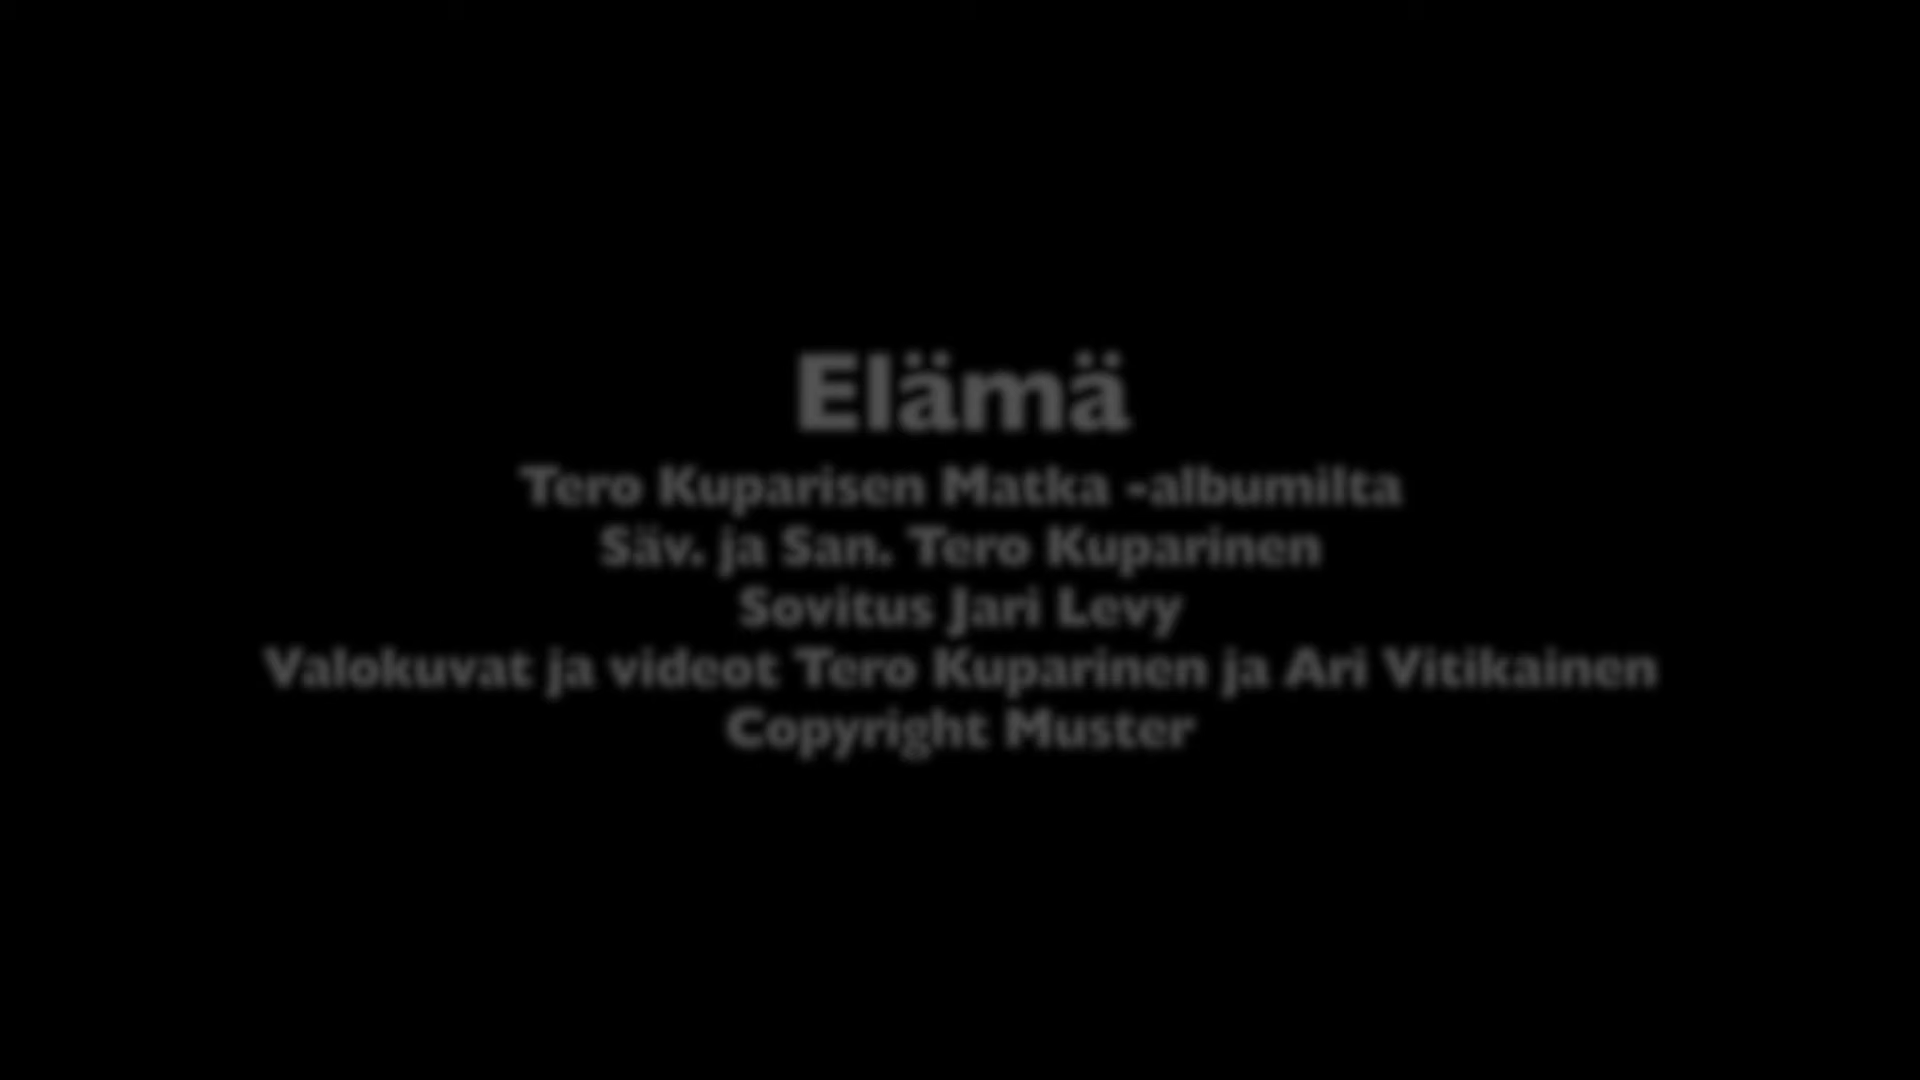 Elämä
Tero Kuparisen Matka -albumilta
Säv. ja San. Tero Kuparinen
Sovitus Jari Levy
Valokuvat ja videot Tero Kuparinen ja Ari Vitikainen
Copyright Muster